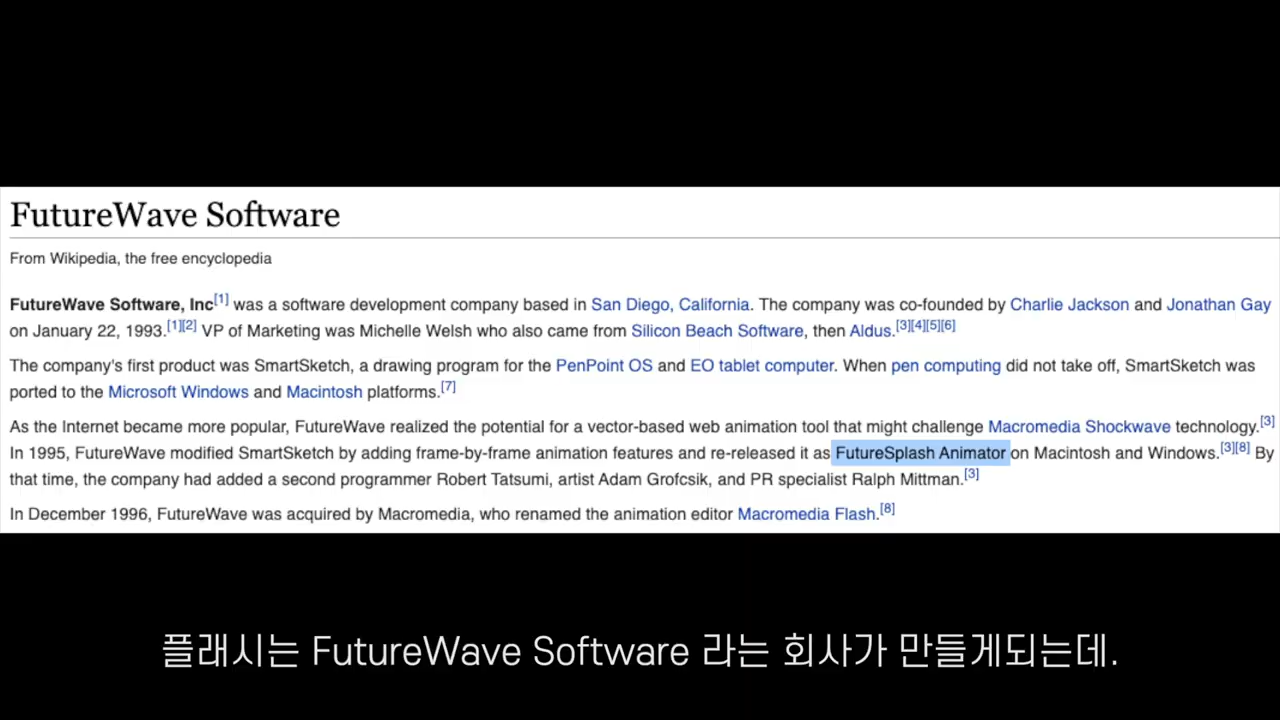 FutureWave Software
From Wikipedia, the free encyclopedia
FutureWave Software, Inc[1] was a software development company based in San Diego, California. The company was co-founded by Charlie Jackson and Jonathan Gay
on January 22, 1993.[1][2] VP of Marketing was Michelle Welsh who also came from Silicon Beach Software, then Aldus.[3][4][5][6]
The company's first product was SmartSketch, a drawing program for the PenPoint OS and EO tablet computer. When pen computing did not take off, SmartSketch was
ported to the Microsoft Windows and Macintosh platforms.[7]
As the Internet became more popular, FutureWave realized the potential for a vector-based web animation tool that might challenge Macromedia Shockwave technology.[3]
In 1995, FutureWave modified SmartSketch by adding frame-by-frame animation features and re-released it as FutureSplash Animator on Macintosh and Windows.[3][8] By
that time, the company had added a second programmer Robert Tatsumi, artist Adam Grofcsik, and PR specialist Ralph Mittman.[3]
In December 1996, FutureWave was acquired by Macromedia, who renamed the animation editor Macromedia Flash.[8]
플래시는 FutureWave Software 라는 회사가 만들게되는데.